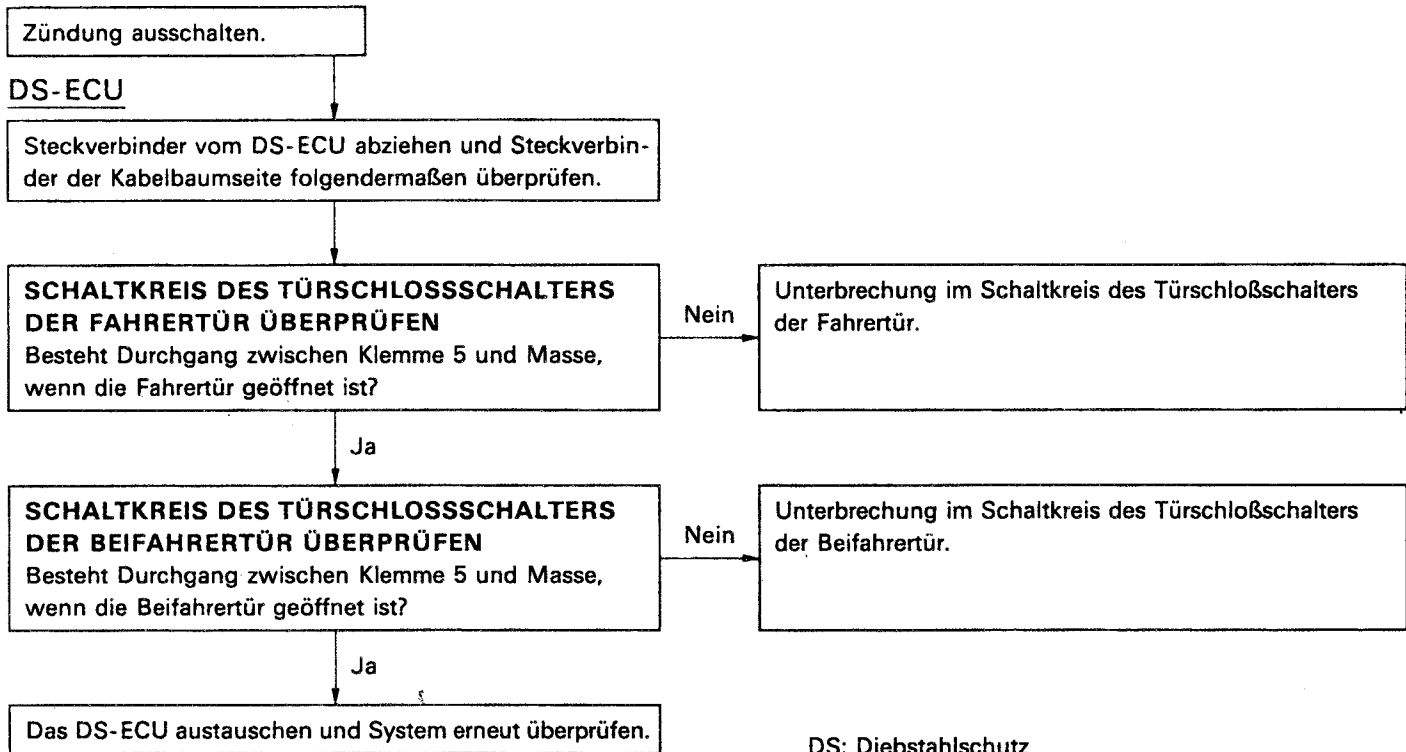 Zündung ausschalten.
DS-ECU
Steckverbinder vom DS-ECU abziehen und Steckverbin-
der der Kabelbaumseite folgendermaßen überprüfen.
SCHALTKREIS DES TÜRSCHLOSSSCHALTERS
DER FAHRERTÜR ÜBERPRÜFEN
Besteht Durchgang zwischen Klemme 5 und Masse,
wenn die Fahrertür geöffnet ist?
Nein
Unterbrechung im Schaltkreis des Türschloßschalters
der Fahrertür.
Ja
SCHALTKREIS DES TÜRSCHLOSSSCHALTERS
DER BEIFAHRERTÜR ÜBERPRÜFEN
Besteht Durchgang zwischen Klemme 5 und Masse,
wenn die Beifahrertür geöffnet ist?
Nein
Unterbrechung im Schaltkreis des Türschloßschalters
der Beifahrertür.
Ja
Das DS-ECU austauschen und System erneut überprüfen.
DS: Diebstahlschutz